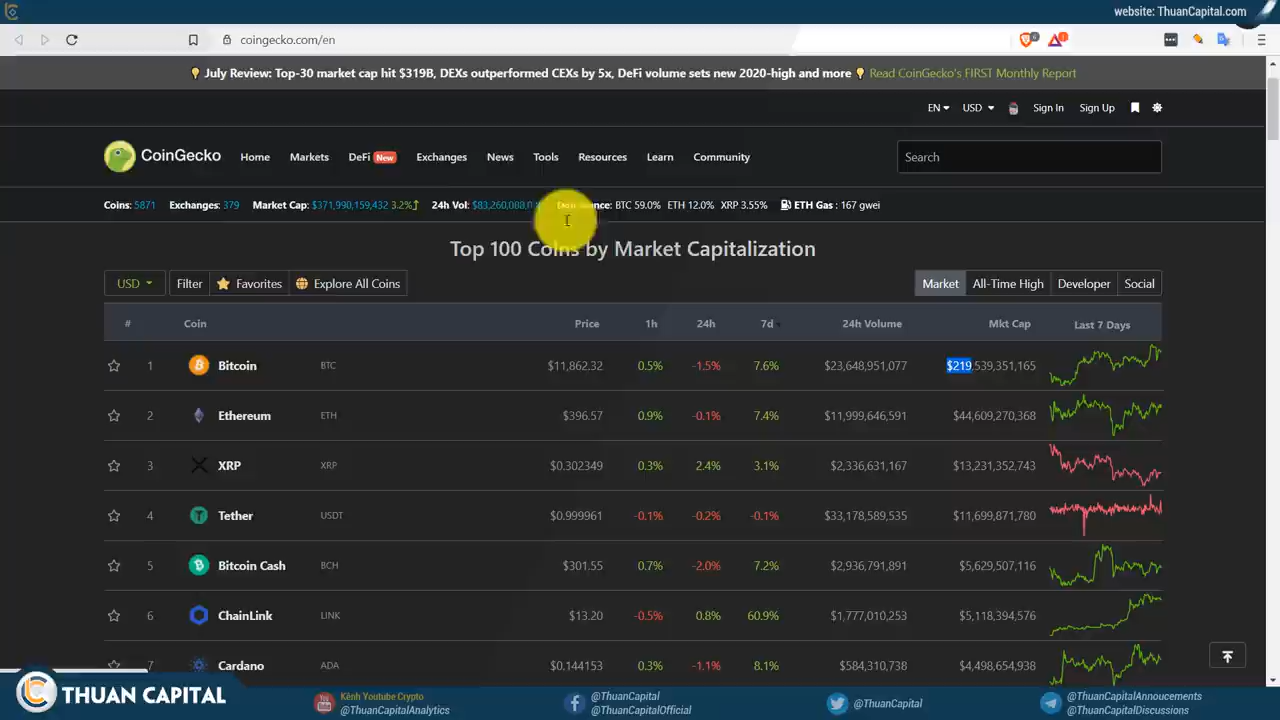 website: ThuanCapital.com
coingecko.com/en
July Review: Top-30 market cap hit $319B, DEXs outperformed CEXs by 5x, DeFi volume sets new 2020-high and more Read CoinGecko's FIRST Monthly Report
EN USD Sign In Sign Up
CoinGecko Home Markets DeFi New Exchanges News Tools Resources Learn Community Search
Coins: 5871 Exchanges: 379 Market Cap: $371,990,159,432 3.2% 24h Vol: BTC 59.0% ETH 12.0% XRP 3.55% ETH Gas : 167 gwei
Top 100 Coins by Market Capitalization
USD Filter Favorites Explore All Coins Market All-Time High Developer Social
# Coin Price 1h 24h 7d 24h Volume Mkt Cap Last 7 Days
1 Bitcoin BTC $11,862.32 0.5% -1.5% 7.6% $23,648,951,077 $219,539,351,165
2 Ethereum ETH $396.57 0.9% -0.1% 7.4% $11,999,646,591 $44,609,270,368
3 XRP XRP $0.302349 0.3% 2.4% 3.1% $2,336,631,167 $13,231,352,743
4 Tether USDT $0.999961 -0.1% -0.2% -0.1% $33,178,589,535 $11,699,871,780
5 Bitcoin Cash BCH $301.55 0.7% -2.0% 7.2% $2,936,791,891 $5,629,507,116
6 ChainLink LINK $13.20 -0.5% 0.8% 60.9% $1,777,010,253 $5,118,394,576
7 Cardano ADA $0.144153 0.3% -1.1% 8.1% $584,310,738 $4,498,654,938
THUAN CAPITAL
Kênh Youtube Crypto
@ThuanCapitalAnalytics
@ThuanCapital
@ThuanCapitalOfficial
@ThuanCapital
@ThuanCapitalAnnoucements
@ThuanCapitalDiscussions